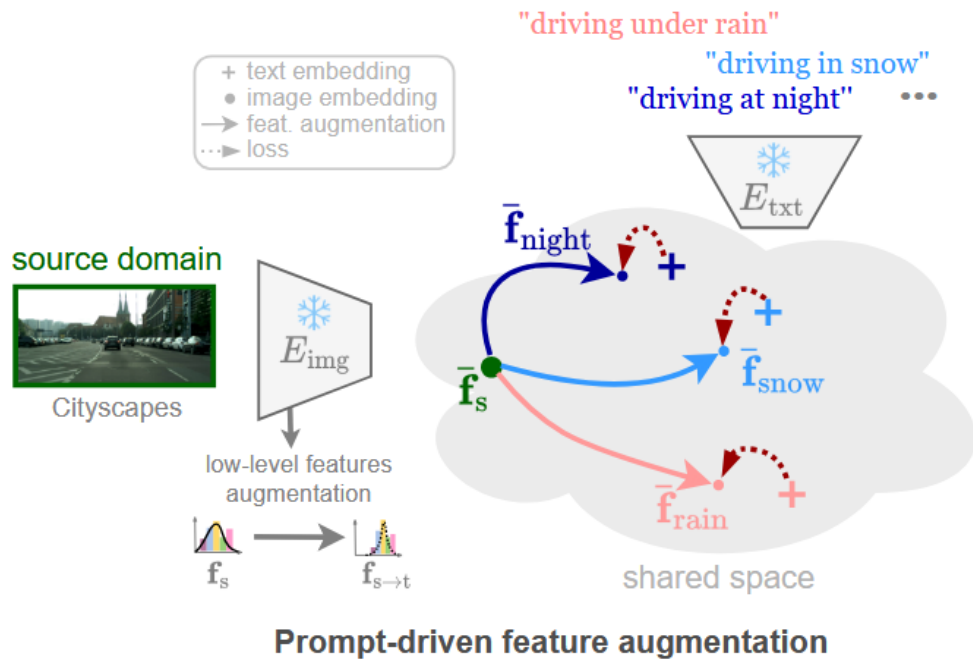 "driving under rain"
"driving in snow"
"driving at night" •••
+ text embedding
• image embedding
→ feat. augmentation
⇢ loss
E_txt
source domain
f̄_night
E_img
f̄_s
f̄_snow
Cityscapes
low-level features
augmentation
f̄_rain
f_s
f_s→t
shared space
Prompt-driven feature augmentation